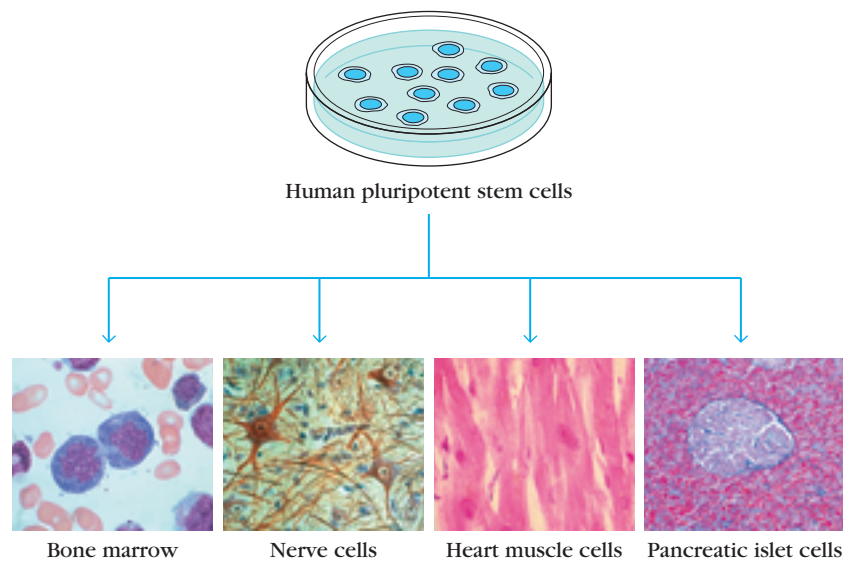 Human pluripotent stem cells
Bone marrow
Nerve cells
Heart muscle cells
Pancreatic islet cells